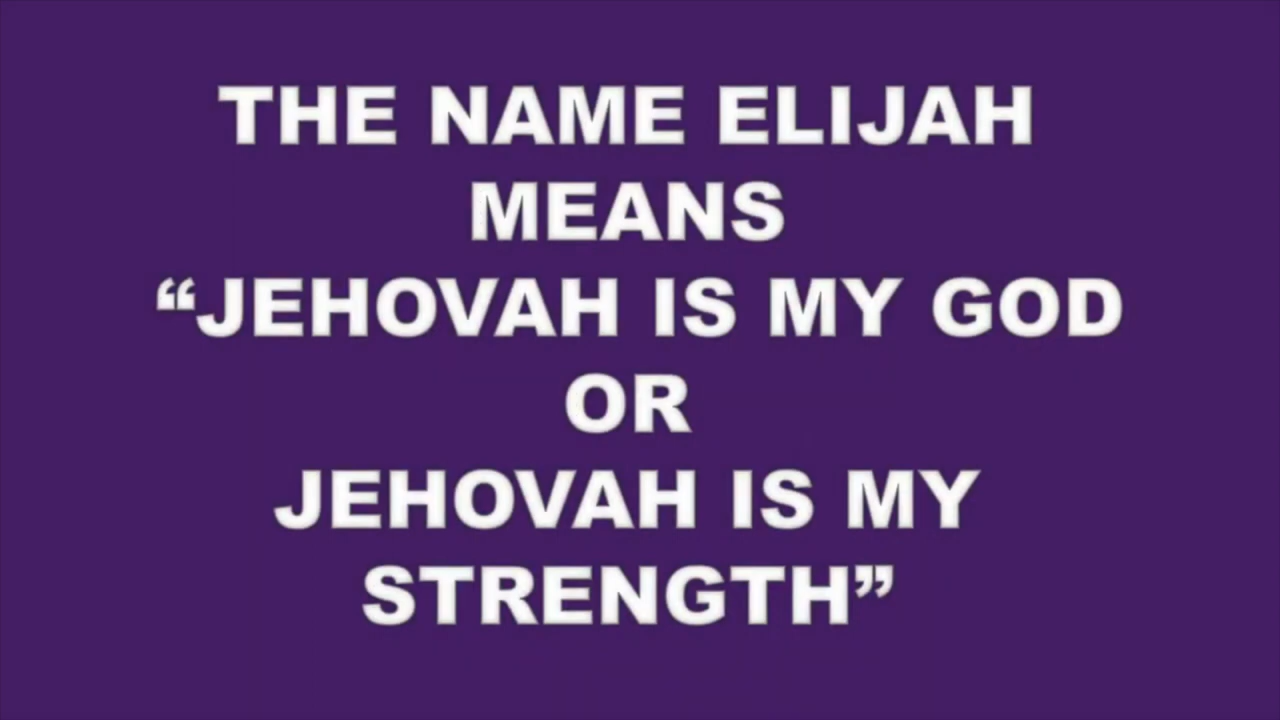 THE NAME ELIJAH
MEANS
“JEHOVAH IS MY GOD
OR
JEHOVAH IS MY
STRENGTH”